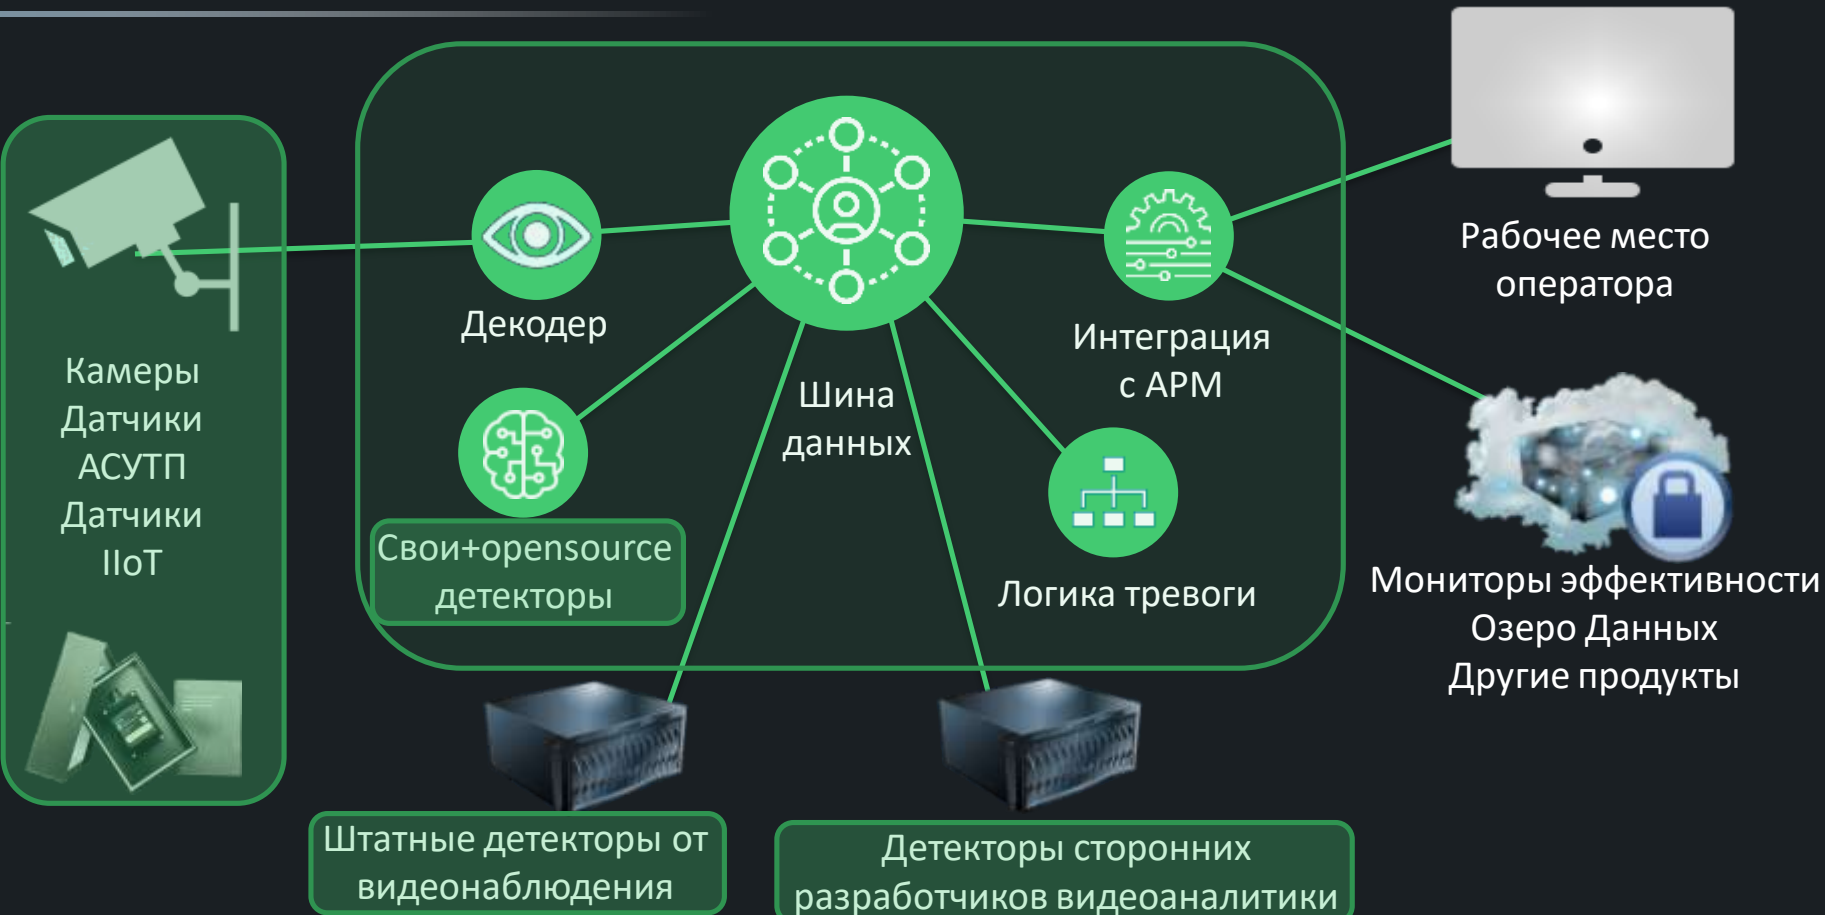 Камеры
Датчики
АСУТП
Датчики
IIoT
Декодер
Свои+opensource
детекторы
Шина
данных
Интеграция
с АРМ
Логика тревоги
Рабочее место
оператора
Мониторы эффективности
Озеро Данных
Другие продукты
Штатные детекторы от
видеонаблюдения
Детекторы сторонних
разработчиков видеоаналитики